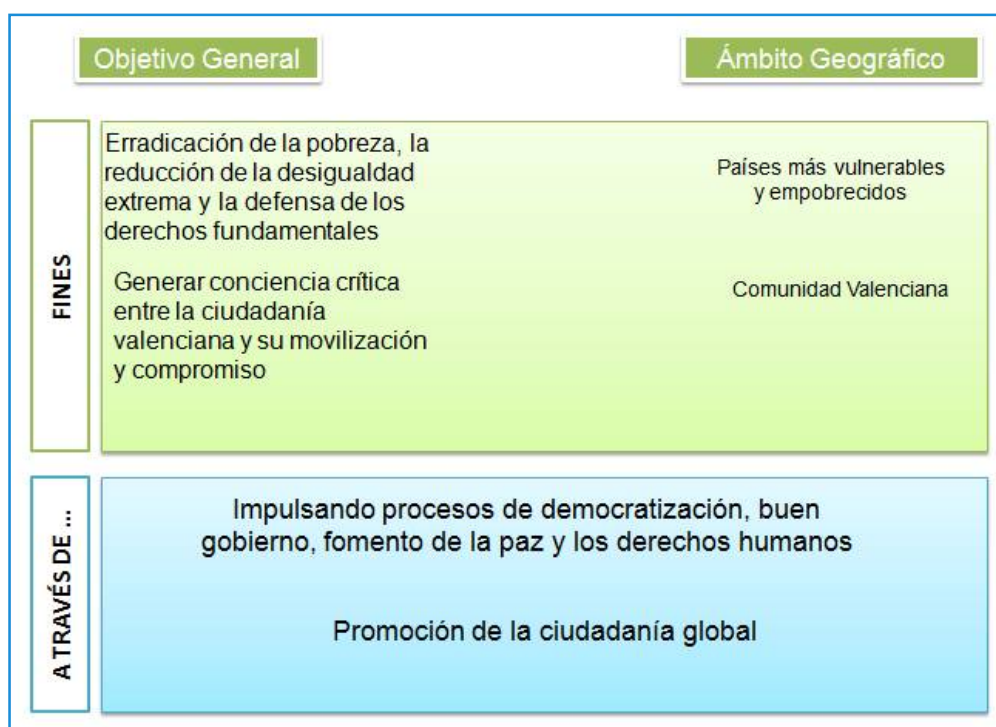 Objetivo General
Ámbito Geográfico
FINES
Erradicación de la pobreza, la
reducción de la desigualdad
extrema y la defensa de los
derechos fundamentales
Países más vulnerables
y empobrecidos
Generar conciencia crítica
entre la ciudadanía
valenciana y su movilización
y compromiso
Comunidad Valenciana
A TRAVÉS DE ...
Impulsando procesos de democratización, buen
gobierno, fomento de la paz y los derechos humanos
Promoción de la ciudadanía global